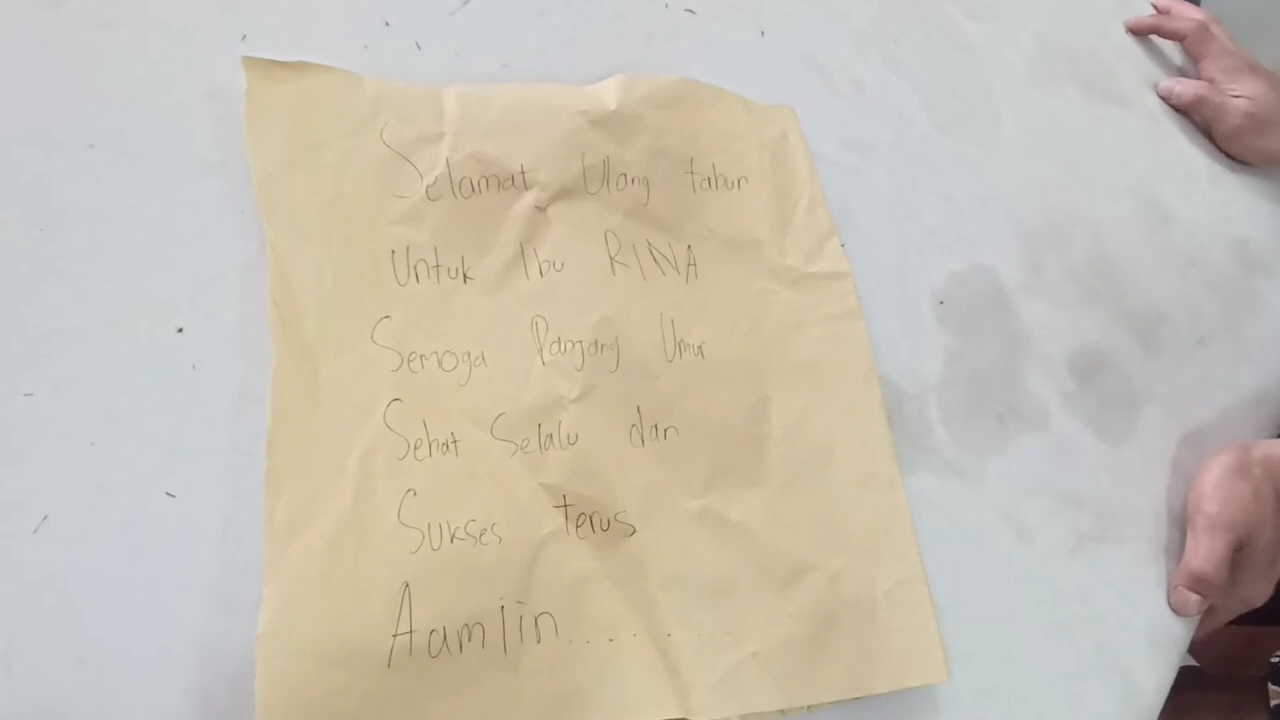 Selamat Ulang tahun
Untuk Ibu RINA
Semoga Panjang Umur
Sehat Selalu dan
Sukses terus
Aamiin........